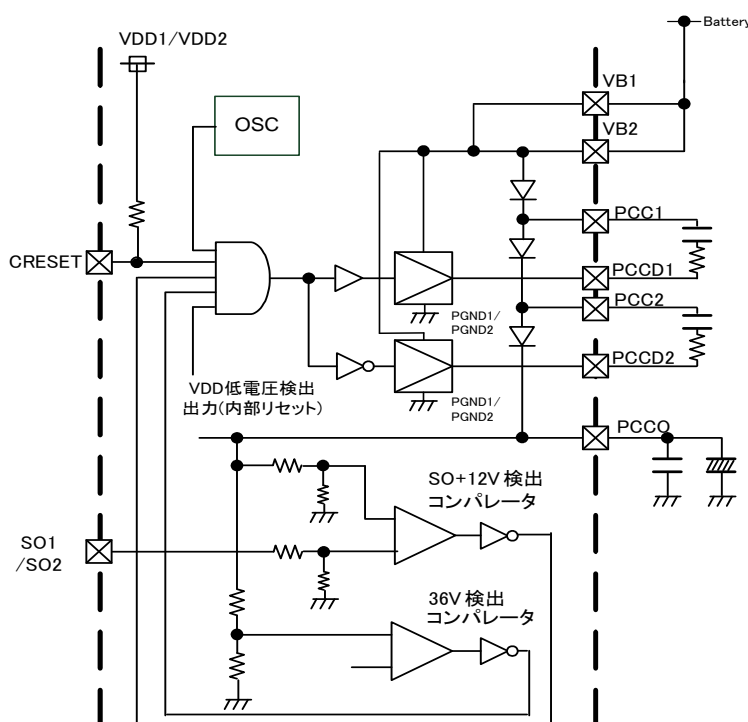 Battery
VDD1/VDD2
VB1
OSC
VB2
PCC1
CRESET
PCCD1
PCC2
PGND1/
PGND2
PCCD2
VDD低電圧検出
出力(内部リセット)
PGND1/
PGND2
PCCO
SO+12V 検出
コンパレータ
SO1
/SO2
36V 検出
コンパレータ